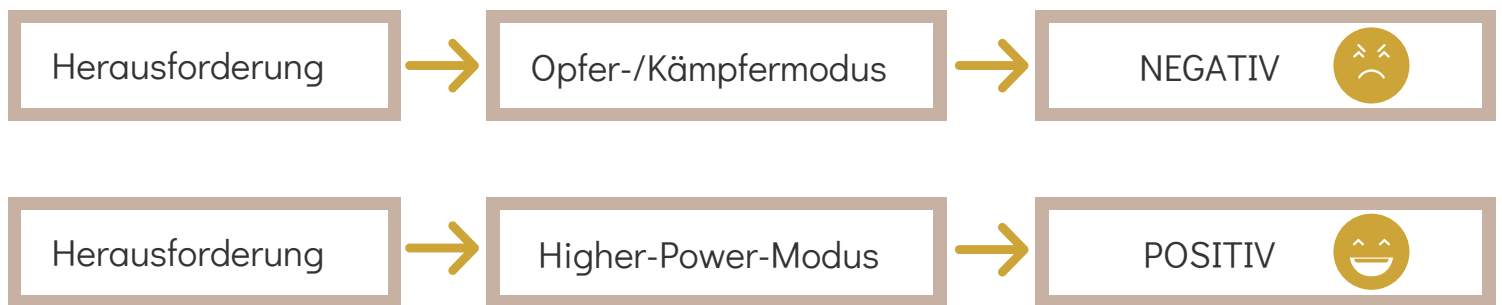 Herausforderung Opfer-/Kämpfermodus NEGATIV
Herausforderung Higher-Power-Modus POSITIV